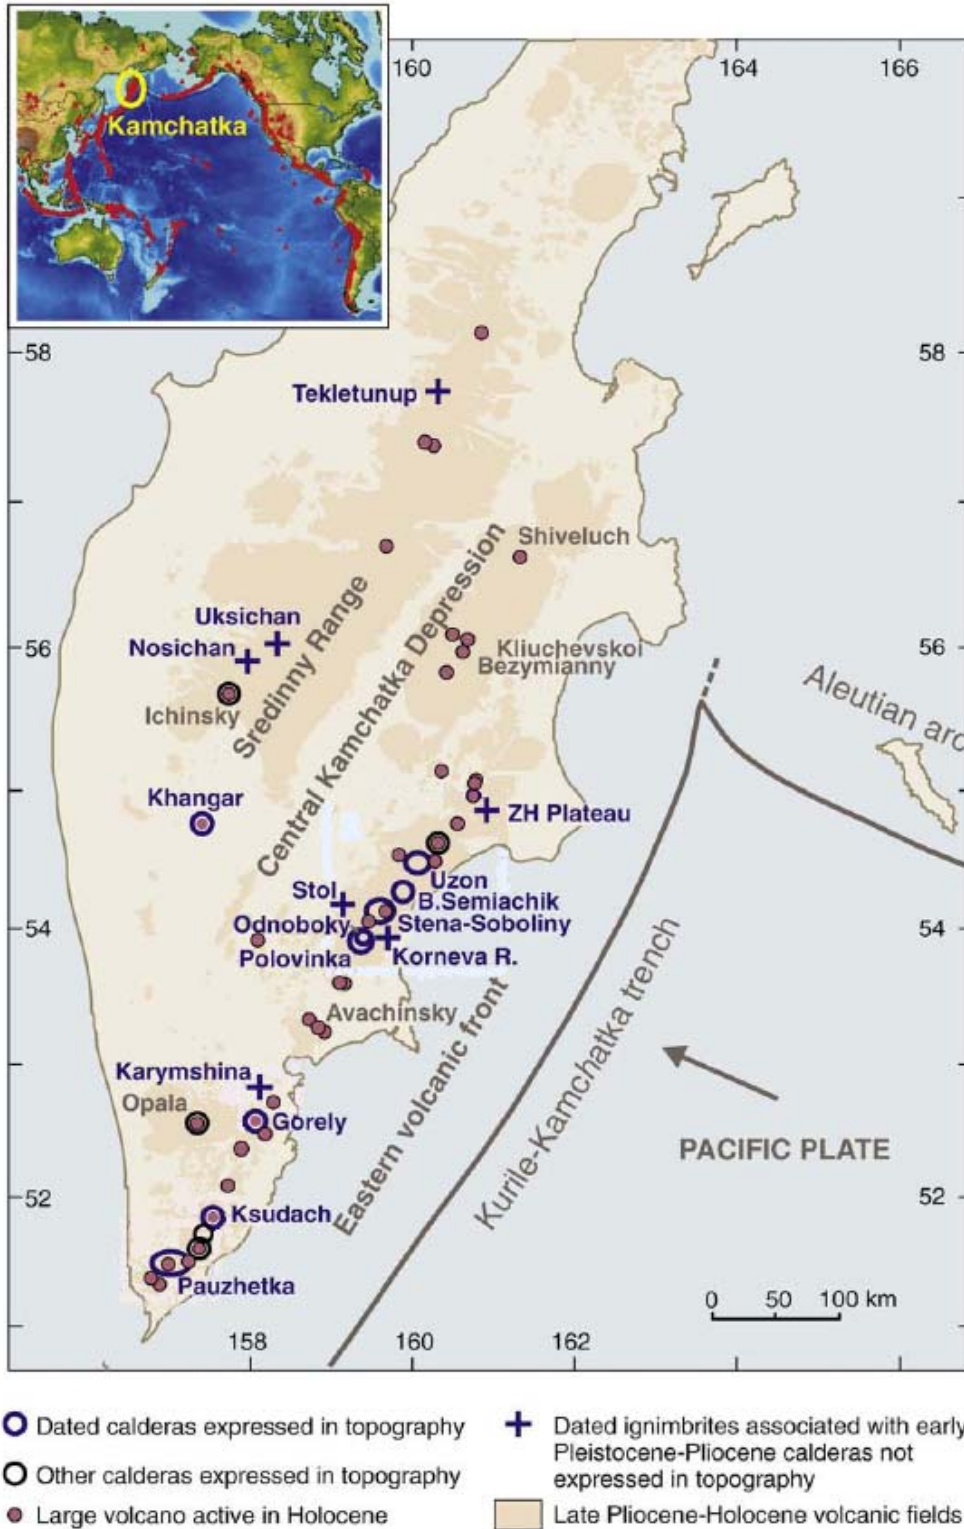 Kamchatka
160
164
166
58
58
Tekletunup
Shiveluch
Uksichan
Nosichan
56
56
Kliuchevskoi
Bezymianny
Ichinsky
Sredinny Range
Central Kamchatka Depression
Aleutian arc
Khangar
ZH Plateau
Stol
Uzon
B.Semiachik
Odnoboky
Stena-Soboliny
54
54
Polovinka
Korneva R.
Avachinsky
Eastern volcanic front
Kurile-Kamchatka trench
Karymshina
Opala
Gorely
PACIFIC PLATE
52
52
Ksudach
Pauzhetka
0 50 100 km
158
160
162
Dated calderas expressed in topography
Other calderas expressed in topography
Large volcano active in Holocene
Dated ignimbrites associated with early
Pleistocene-Pliocene calderas not
expressed in topography
Late Pliocene-Holocene volcanic fields